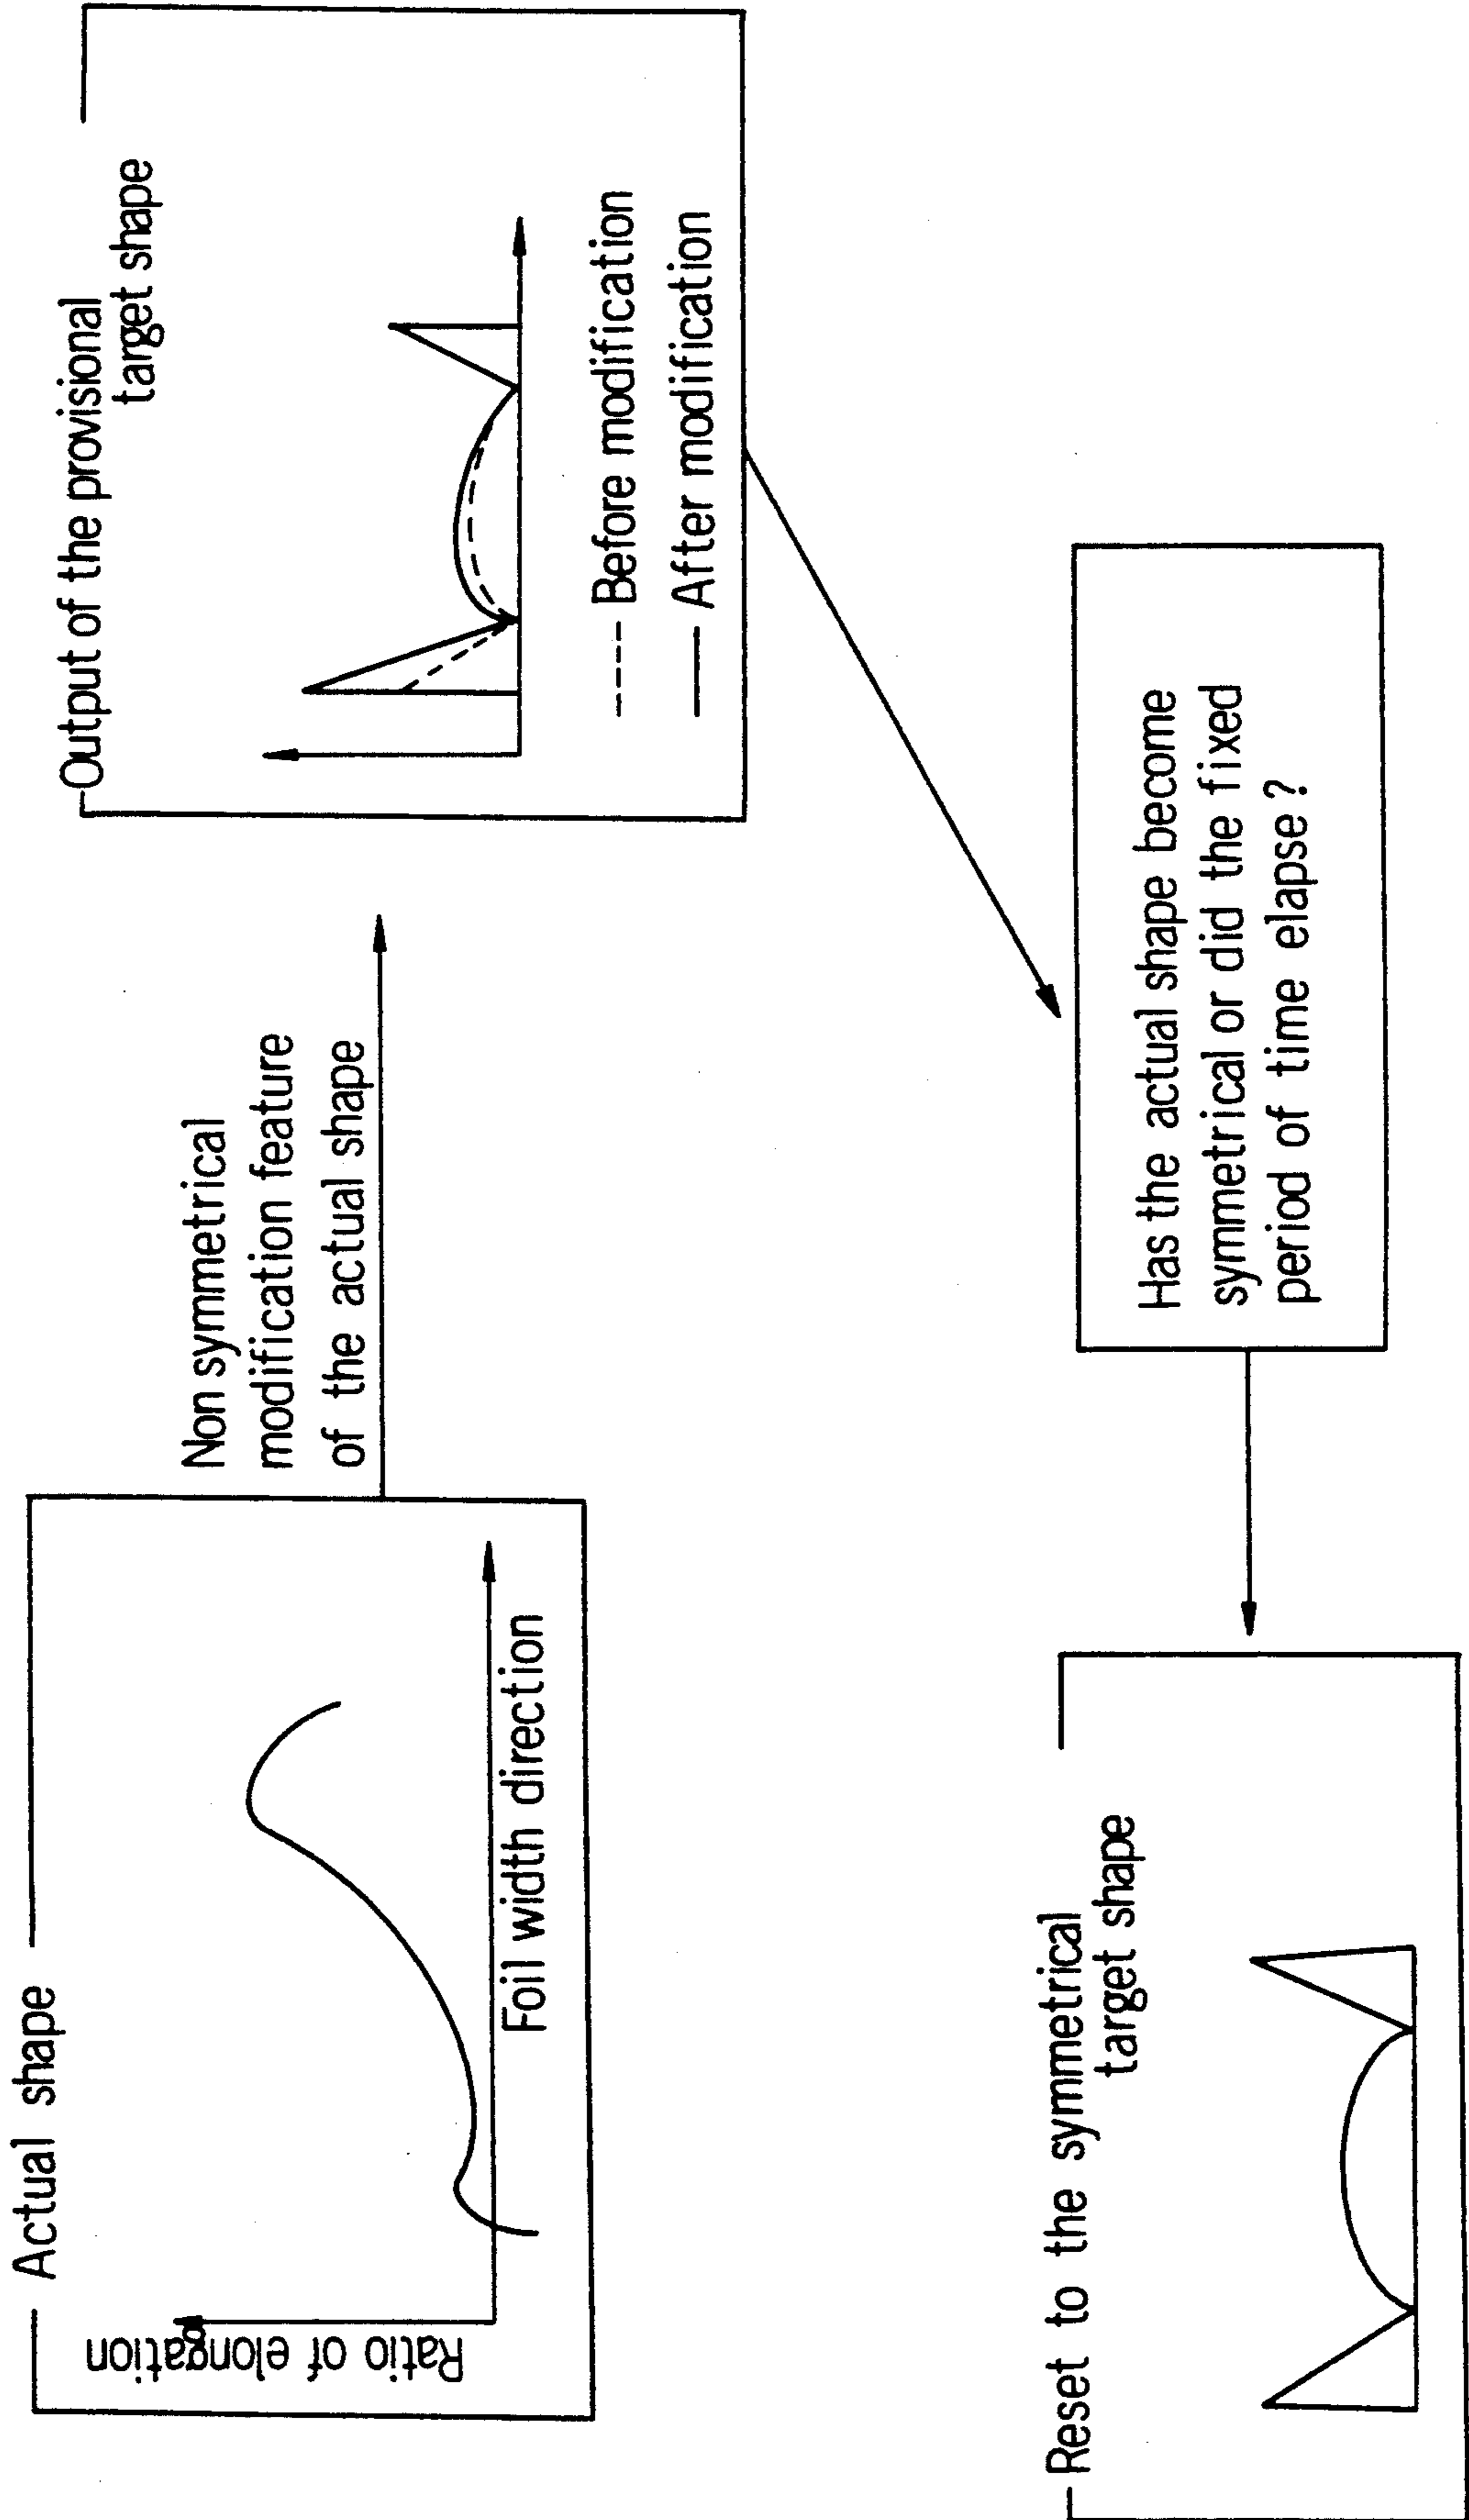 Actual shape
Ratio of elongation
Foil width direction
Non symmetrical
modification feature
of the actual shape
Output of the provisional
target shape
Before modification
After modification
Has the actual shape become
symmetrical or did the fixed
period of time elapse?
Reset to the symmetrical
target shape